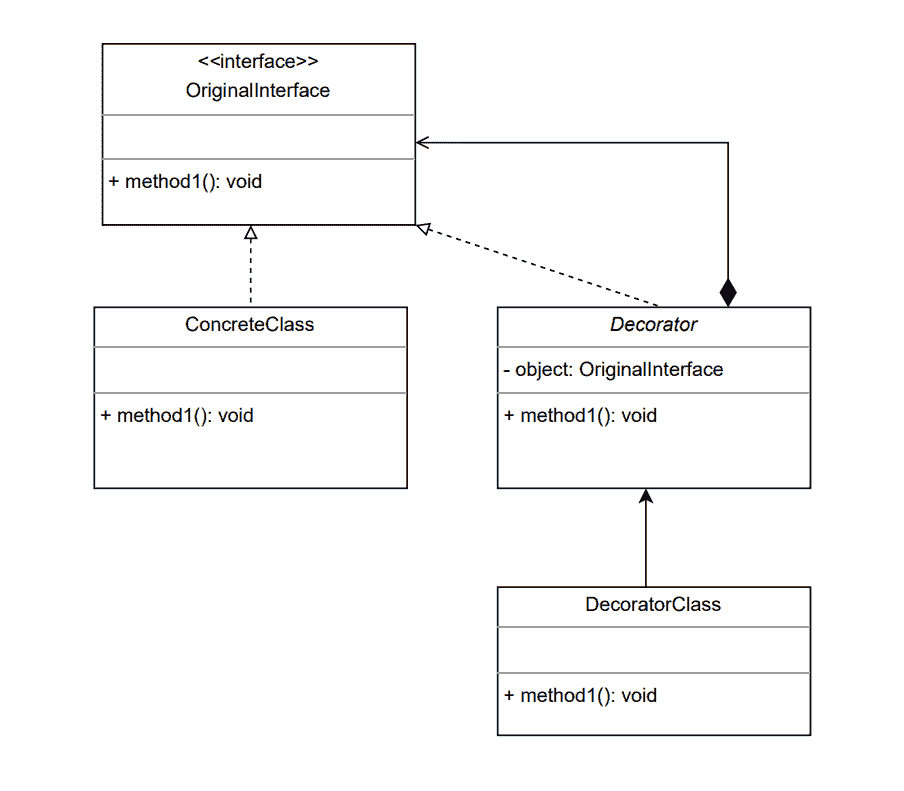 <<interface>>
OriginalInterface
+ method1(): void
ConcreteClass
+ method1(): void
Decorator
- object: OriginalInterface
+ method1(): void
DecoratorClass
+ method1(): void